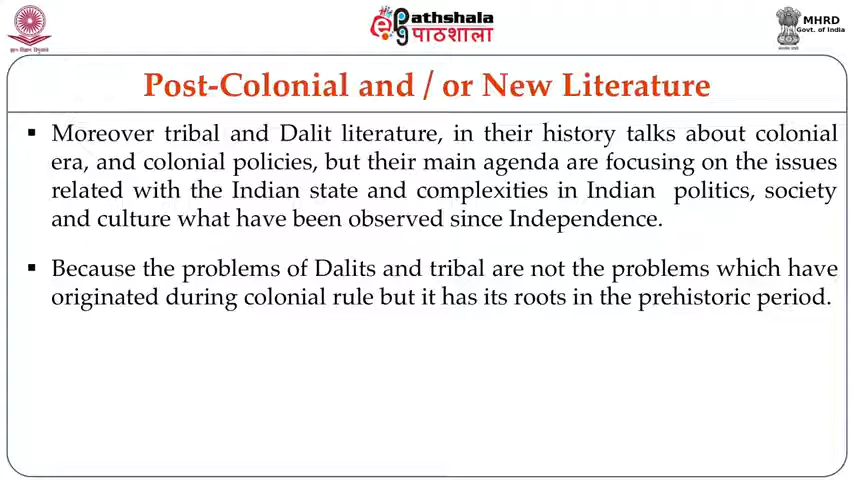 ePathshala
पाठशाला
MHRD
Govt. of India
Post-Colonial and / or New Literature
▪ Moreover tribal and Dalit literature, in their history talks about colonial
era, and colonial policies, but their main agenda are focusing on the issues
related with the Indian state and complexities in Indian politics, society
and culture what have been observed since Independence.
▪ Because the problems of Dalits and tribal are not the problems which have
originated during colonial rule but it has its roots in the prehistoric period.